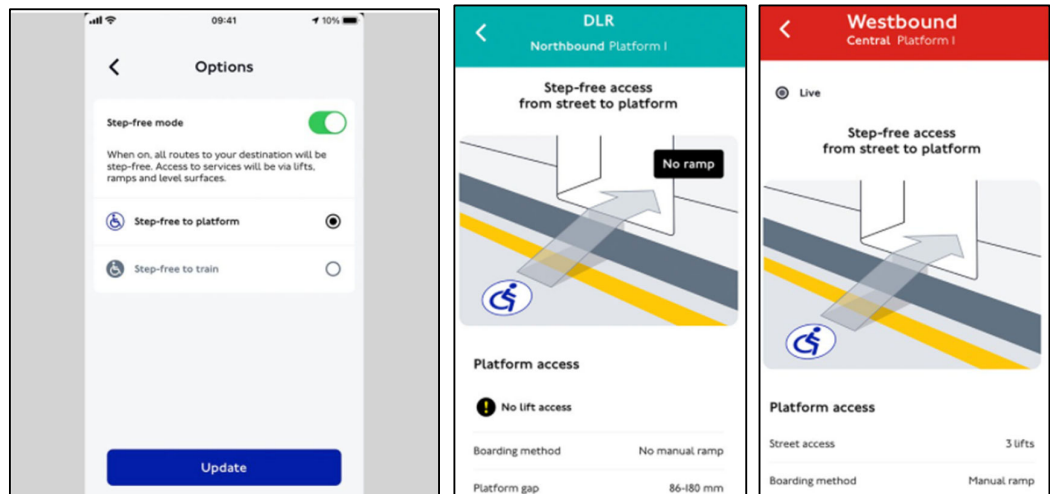 09:41
10%
Options
Step-free mode
When on, all routes to your destination will be
step-free. Access to services will be via lifts,
ramps and level surfaces.
Step-free to platform
Step-free to train
Update
DLR
Northbound Platform 1
Step-free access
from street to platform
No ramp
Platform access
No lift access
Boarding method No manual ramp
Platform gap 86-180 mm
Westbound
Central Platform 1
Live
Step-free access
from street to platform
Platform access
Street access 3 lifts
Boarding method Manual ramp